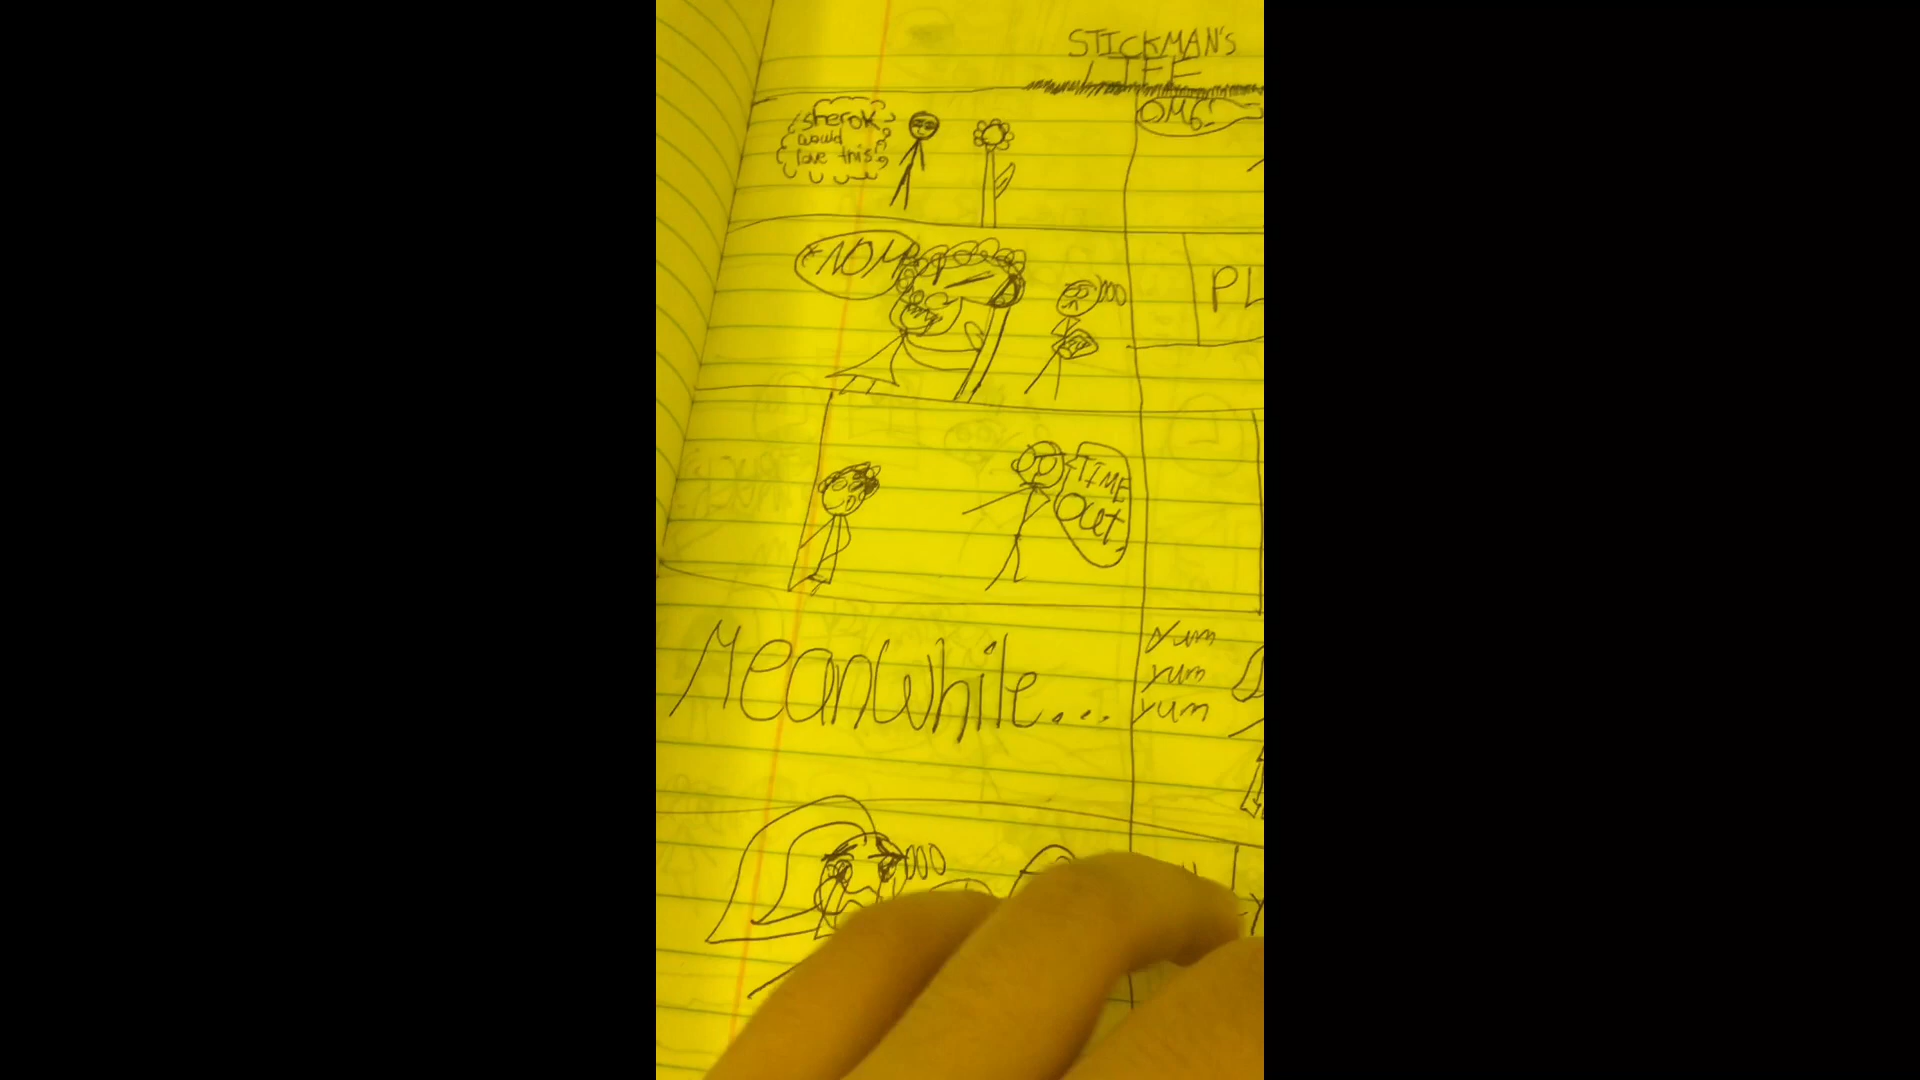 STICKMAN'S
LIFE
sherok
would
love this
OMG
*NOM
PL
TIME
Out
Meanwhile...
Yum
yum
yum